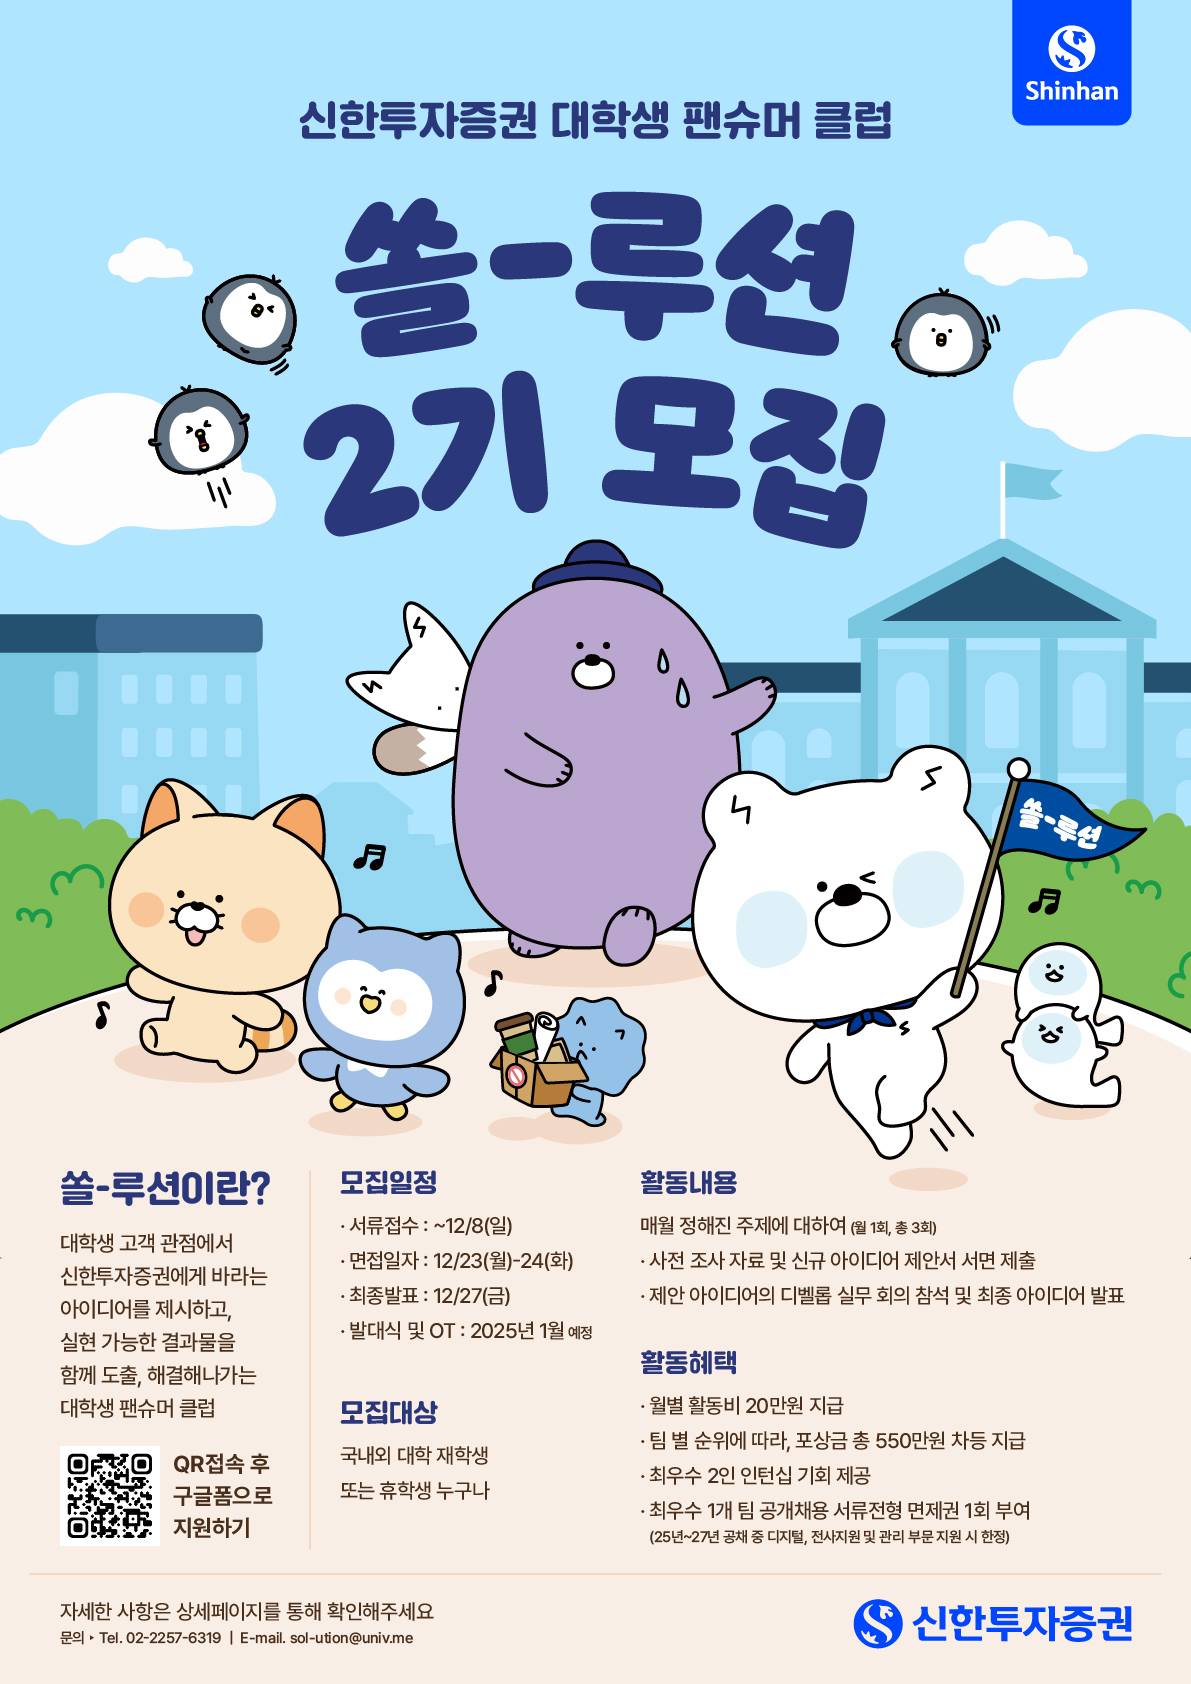 Shinhan
신한투자증권 대학생 팬슈머 클럽
쏠-루션
2기 모집
쏠-루션
쏠-루션이란?
대학생 고객 관점에서
신한투자증권에게 바라는
아이디어를 제시하고,
실현 가능한 결과물을
함께 도출, 해결해나가는
대학생 팬슈머 클럽
QR접속 후
구글폼으로
지원하기
모집일정
· 서류접수 : ~12/8(일)
· 면접일자 : 12/23(월)-24(화)
· 최종발표 : 12/27(금)
· 발대식 및 OT : 2025년 1월 예정
모집대상
국내외 대학 재학생
또는 휴학생 누구나
활동내용
매월 정해진 주제에 대하여 (월 1회, 총 3회)
· 사전 조사 자료 및 신규 아이디어 제안서 서면 제출
· 제안 아이디어의 디벨롭 실무 회의 참석 및 최종 아이디어 발표
활동혜택
· 월별 활동비 20만원 지급
· 팀 별 순위에 따라, 포상금 총 550만원 차등 지급
· 최우수 2인 인턴십 기회 제공
· 최우수 1개 팀 공개채용 서류전형 면제권 1회 부여
(25년~27년 공채 중 디지털, 전사지원 및 관리 부문 지원 시 한정)
자세한 사항은 상세페이지를 통해 확인해주세요
문의 ‣ Tel. 02-2257-6319 | E-mail. sol-ution@univ.me
신한투자증권